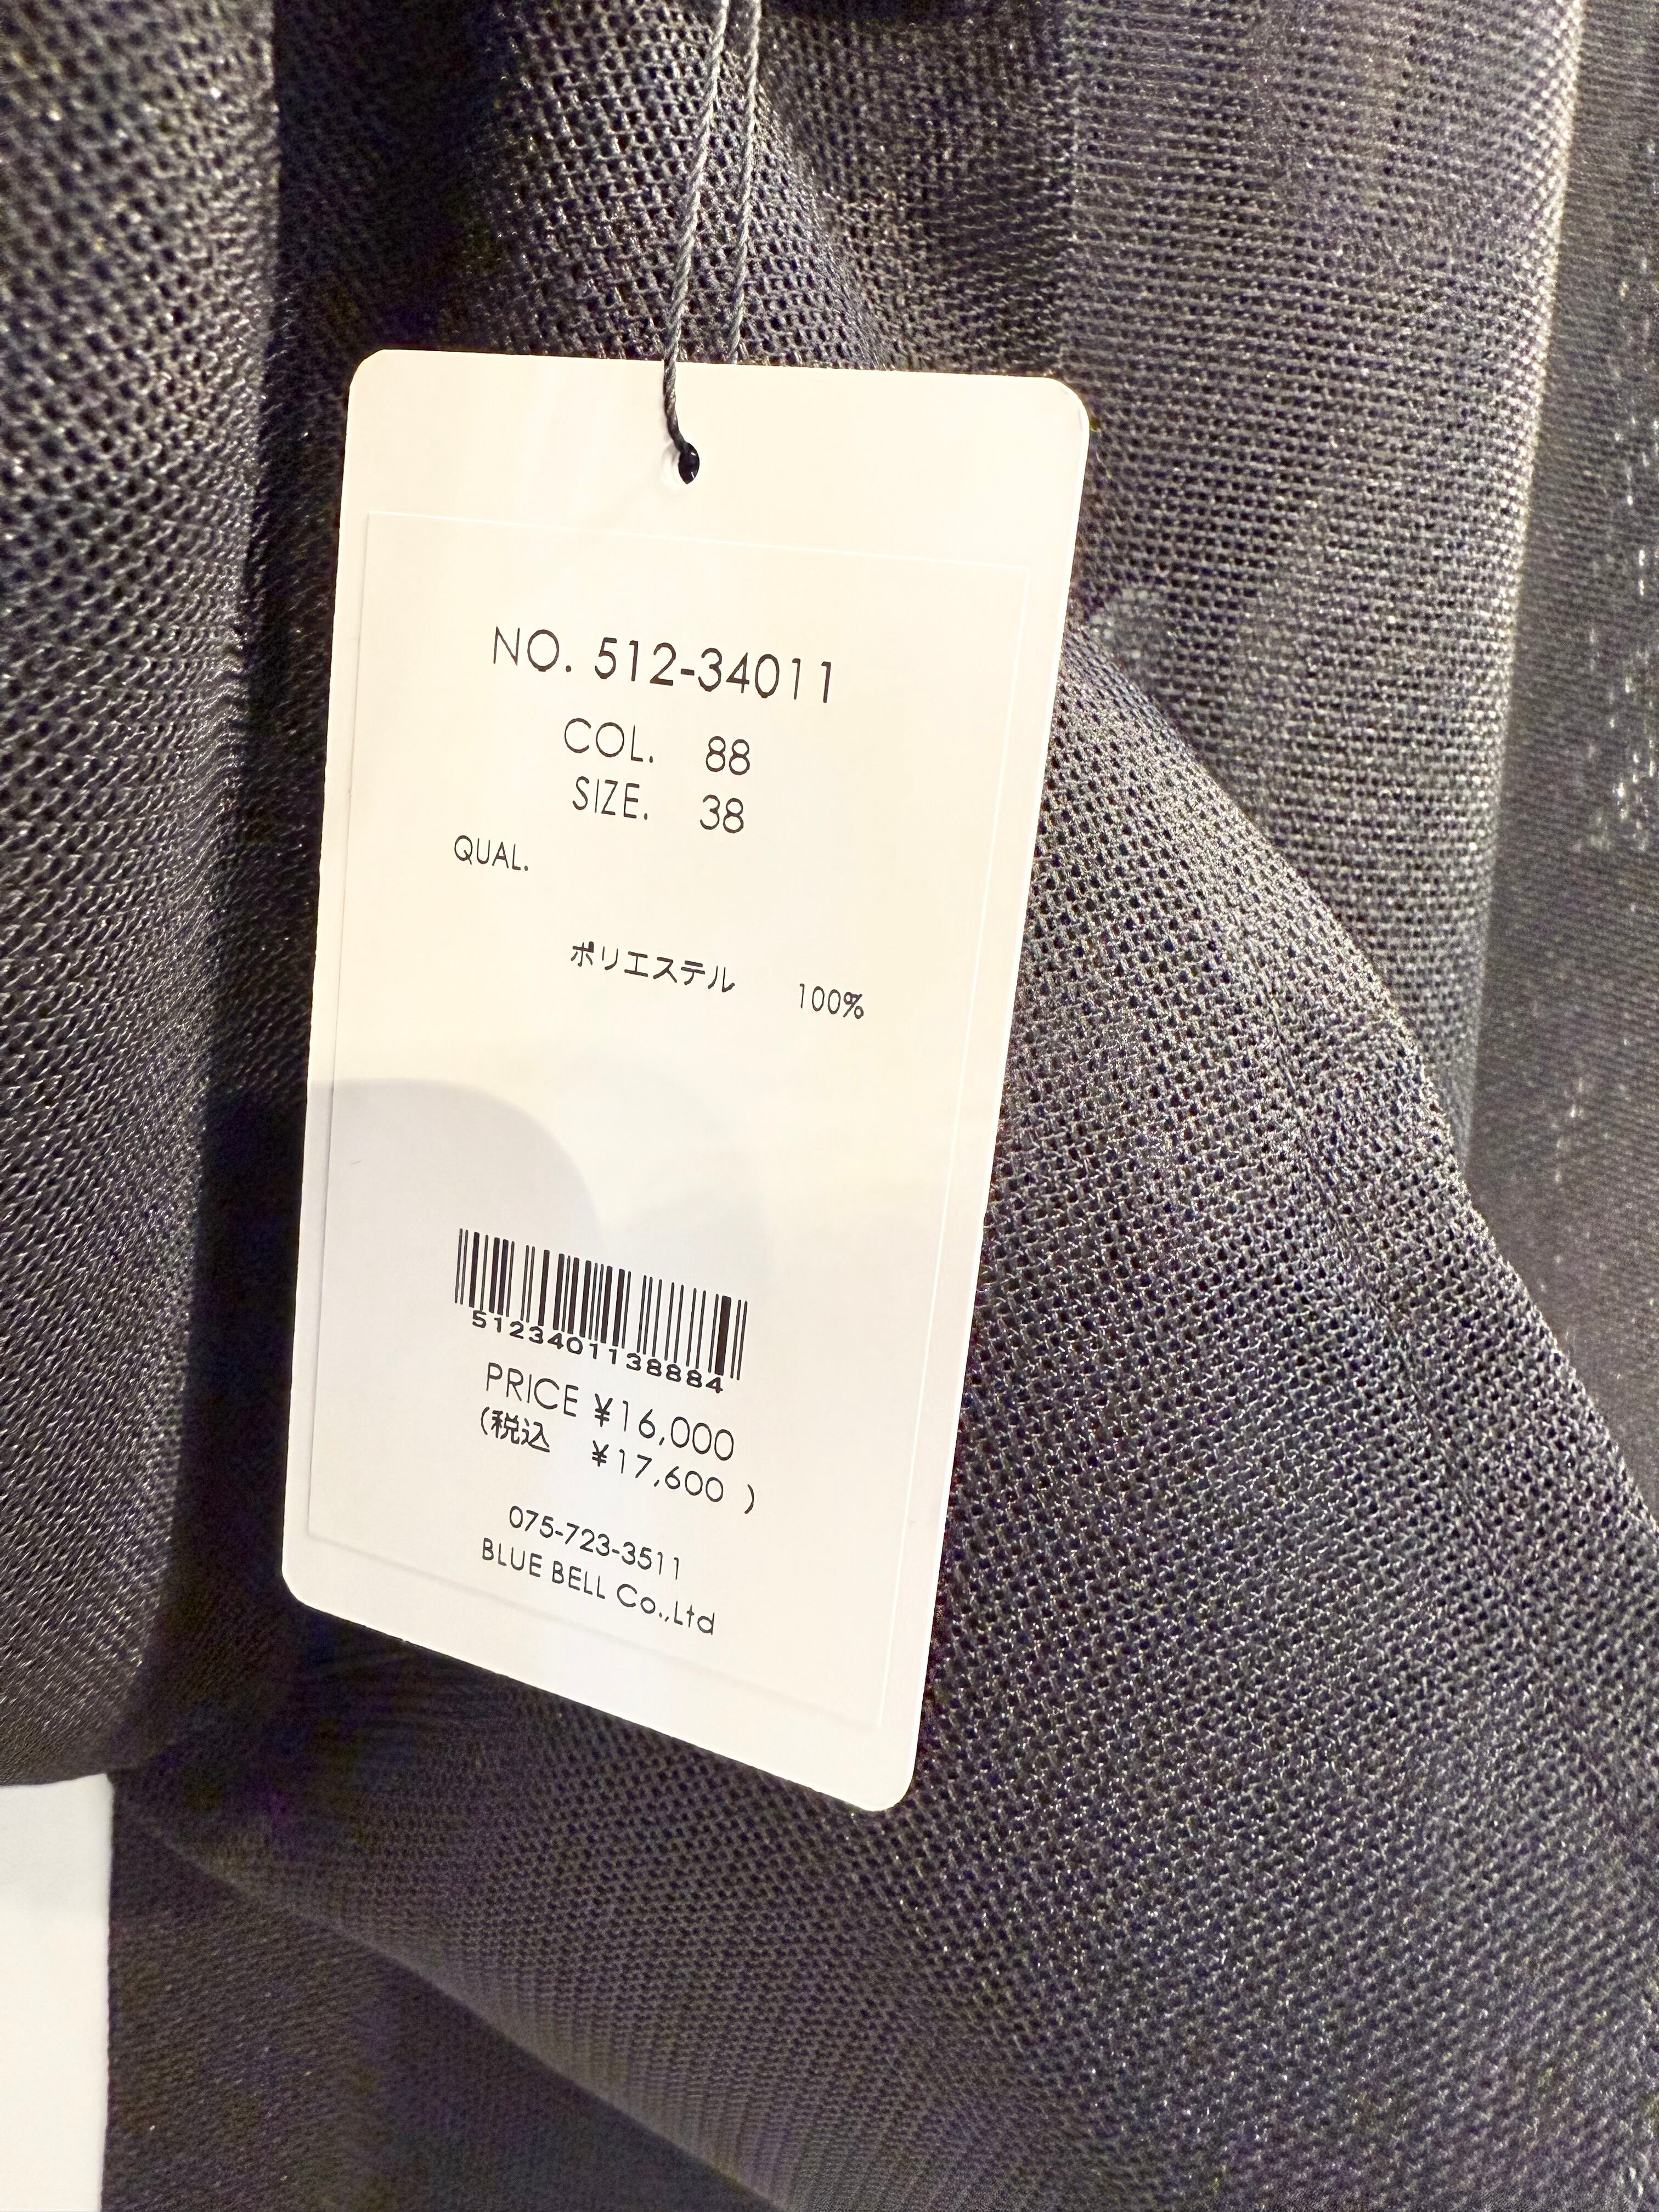 NO. 512-34011
COL. 88
SIZE. 38
QUAL.
ポリエステル 100%
5123401138884
PRICE ¥16,000
(税込 ¥17,600 )
075-723-3511
BLUE BELL Co.,Ltd